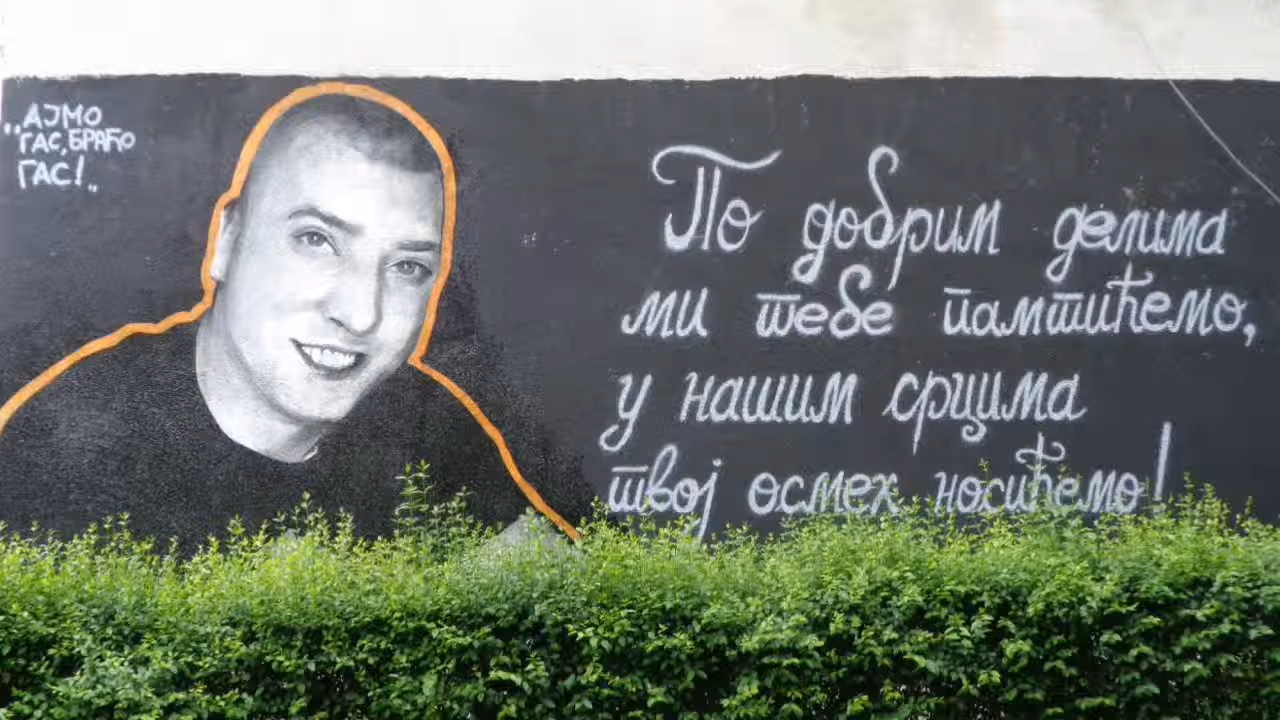 „АЈМО
ГАС, БРАЋО
ГАС!„
По добрим делима
ми тебе памтићемо,
у нашим срцима
твој осмех носићемо!